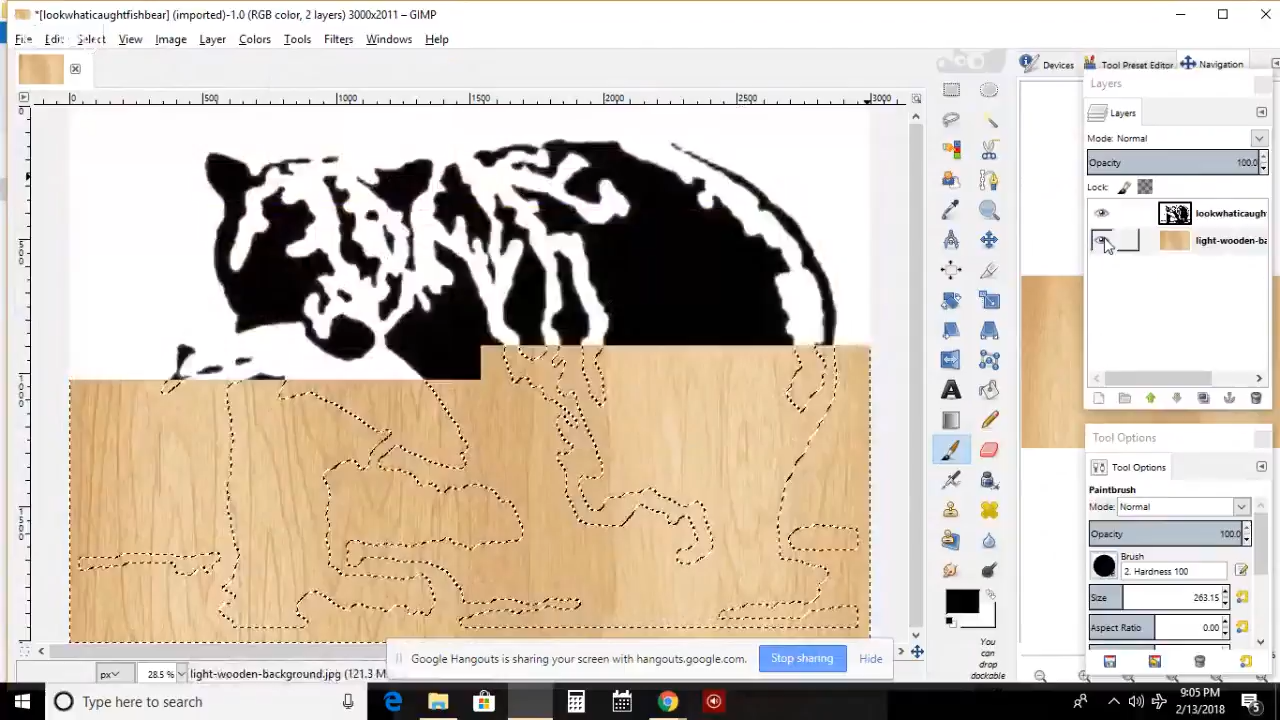 *[lookwhaticaughtfishbear] (imported)-1.0 (RGB color, 2 layers) 3000x2011 – GIMP
File Edit Select View Image Layer Colors Tools Filters Windows Help
Devices Tool Preset Editor Navigation
Layers
0 500 1000 1500 2000 2500 3000
Layers
Mode: Normal
Opacity 100.0
Lock:
lookwhaticaught
light-wooden-ba
Tool Options
Tool Options
Paintbrush
Mode: Normal
Opacity 100.0
Brush
2. Hardness 100
Size 263.15
Aspect Ratio 0.00
You
can
drop
dockable
Google Hangouts is sharing your screen with hangouts.google.com. Stop sharing Hide
px 28.5 % light-wooden-background.jpg (121.3 M
Type here to search
9:05 PM
2/13/2018
5